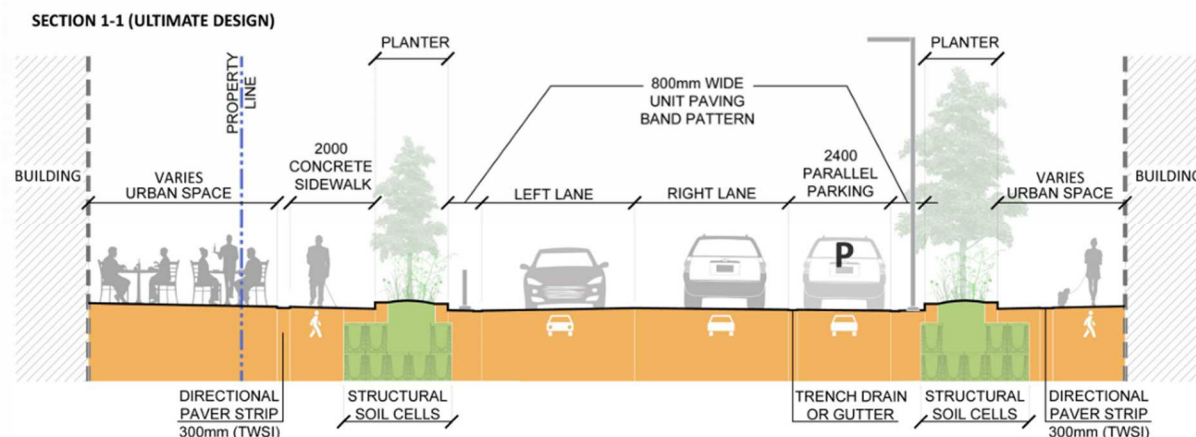 SECTION 1-1 (ULTIMATE DESIGN)
PLANTER
PLANTER
PROPERTY
LINE
800mm WIDE
UNIT PAVING
BAND PATTERN
2000
CONCRETE
SIDEWALK
2400
PARALLEL
PARKING
BUILDING
VARIES
URBAN SPACE
LEFT LANE
RIGHT LANE
VARIES
URBAN SPACE
BUILDING
P
DIRECTIONAL
PAVER STRIP
300mm (TWSI)
STRUCTURAL
SOIL CELLS
TRENCH DRAIN
OR GUTTER
STRUCTURAL
SOIL CELLS
DIRECTIONAL
PAVER STRIP
300mm (TWSI)